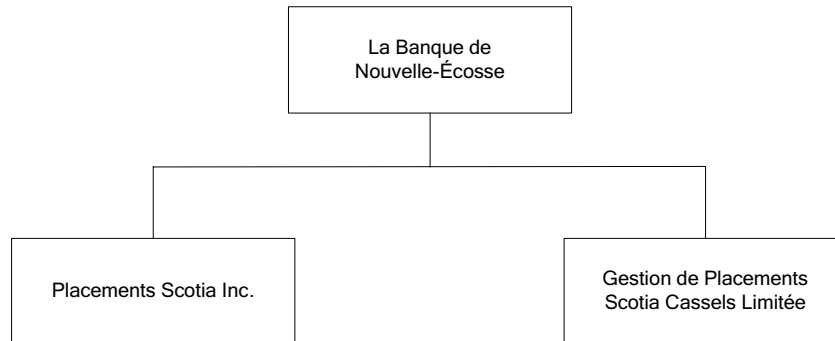 La Banque de
Nouvelle-Écosse
Placements Scotia Inc.
Gestion de Placements
Scotia Cassels Limitée